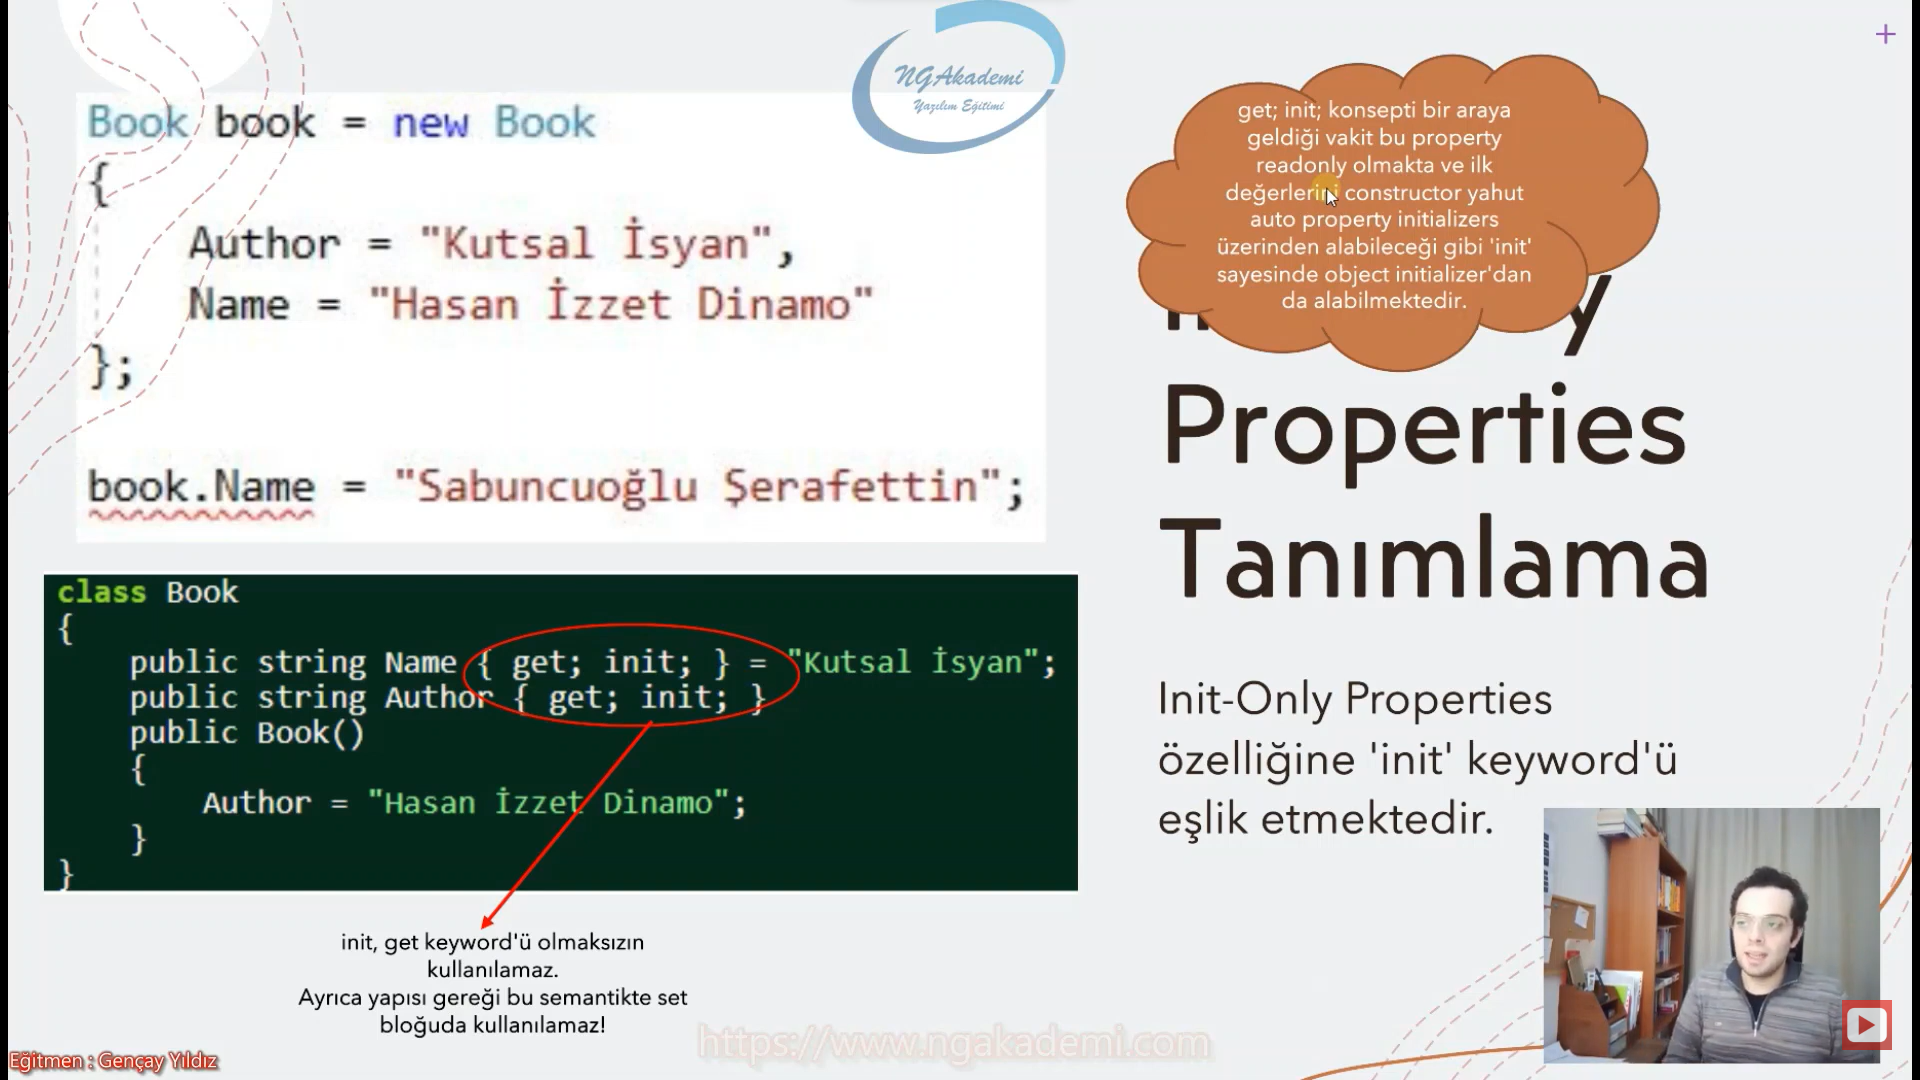 NGAkademi
Yazılım Eğitimi
Book book = new Book
{
Author = "Kutsal İsyan",
Name = "Hasan İzzet Dinamo"
};
book.Name = "Sabuncuoğlu Şerafettin";
get; init; konsepti bir araya
geldiği vakit bu property
readonly olmakta ve ilk
değerlerini constructor yahut
auto property initializers
üzerinden alabileceği gibi 'init'
sayesinde object initializer'dan
da alabilmektedir.
Properties
Tanımlama
Init-Only Properties
özelliğine 'init' keyword'ü
eşlik etmektedir.
class Book
{
public string Name { get; init; } = "Kutsal İsyan";
public string Author { get; init; }
public Book()
{
Author = "Hasan İzzet Dinamo";
}
}
init, get keyword'ü olmaksızın
kullanılamaz.
Ayrıca yapısı gereği bu semantikte set
bloğuda kullanılamaz!
https://www.ngakademi.com
Eğitmen : Gençay Yıldız